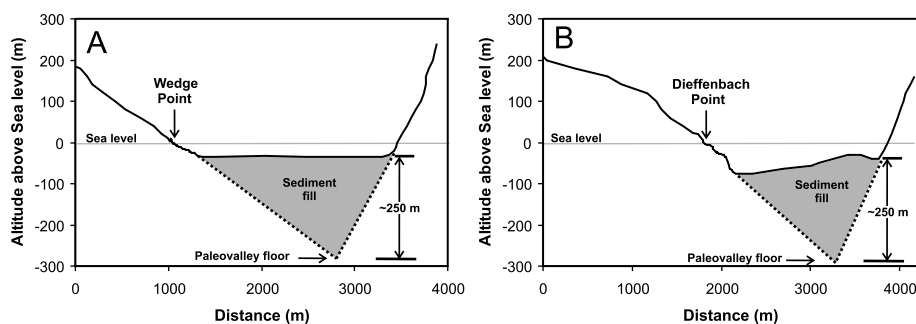 A
Altitude above Sea level (m)
300
200
100
0
-100
-200
-300
Wedge
Point
Sea level
Sediment
fill
~250 m
Paleovalley floor
0
1000
2000
3000
4000
Distance (m)
B
Altitude above Sea level (m)
300
200
100
0
-100
-200
-300
Dieffenbach
Point
Sea level
Sediment
fill
~250 m
Paleovalley floor
0
1000
2000
3000
4000
Distance (m)